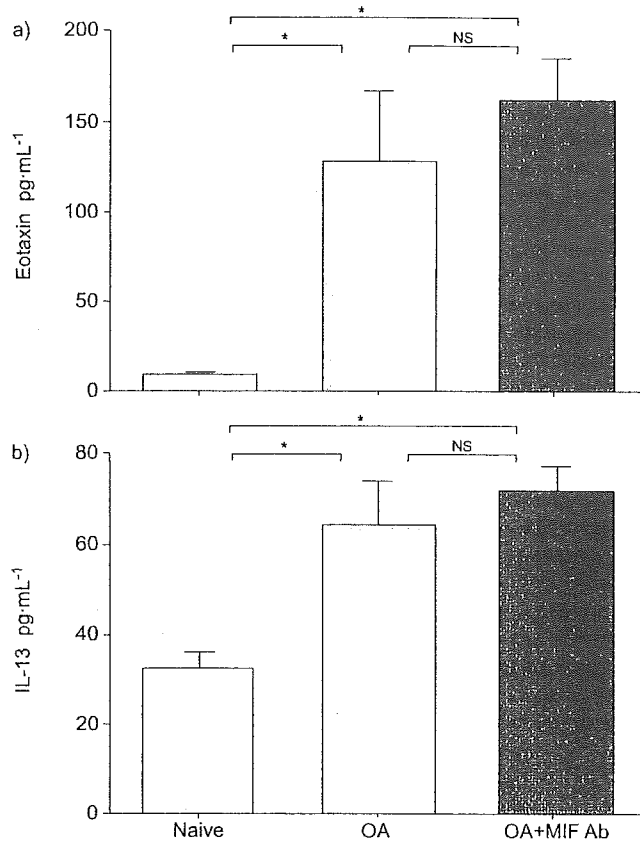 a)
*
* NS
200
150
100
50
0
Eotaxin pg·mL⁻¹
b)
*
* NS
80
60
40
20
0
IL-13 pg·mL⁻¹
Naive OA OA+MIF Ab